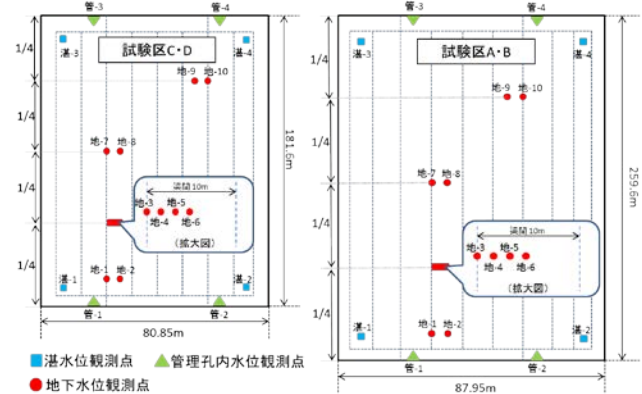 管-3
管-4
湛-3
試験区C・D
湛-4
1/4
地-9
地-10
1/4
地-7
地-8
181.6m
1/4
溝間10m
地-3
地-5
地-4
地-6
(拡大図)
1/4
湛-1
地-1
地-2
湛-2
管-1
管-2
80.85m
管-3
管-4
湛-3
試験区A・B
湛-4
1/4
地-9
地-10
1/4
地-7
地-8
259.6m
1/4
溝間10m
地-3
地-5
地-4
地-6
(拡大図)
1/4
湛-1
地-1
地-2
湛-2
管-1
管-2
87.95m
湛水位観測点
管理孔内水位観測点
地下水位観測点